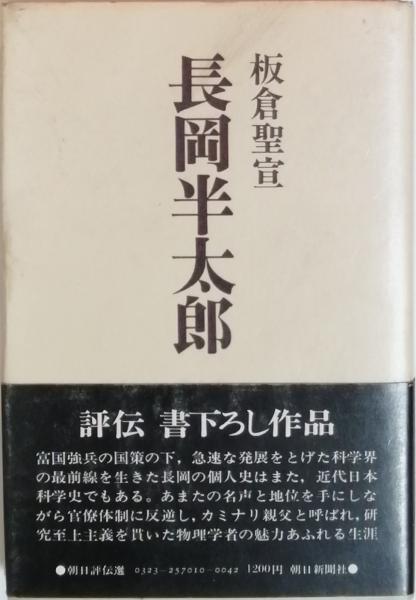 板倉聖宣
長岡半太郎
評伝 書下ろし作品
富国強兵の国策の下，急速な発展をとげた科学界
の最前線を生きた長岡の個人史はまた，近代日本
科学史でもある。あまたの名声と地位を手にしな
がら官僚体制に反逆し，カミナリ親父と呼ばれ，研
究至上主義を貫いた物理学者の魅力あふれる生涯
●朝日評伝選 0323-257010-0042 1200円 朝日新聞社●